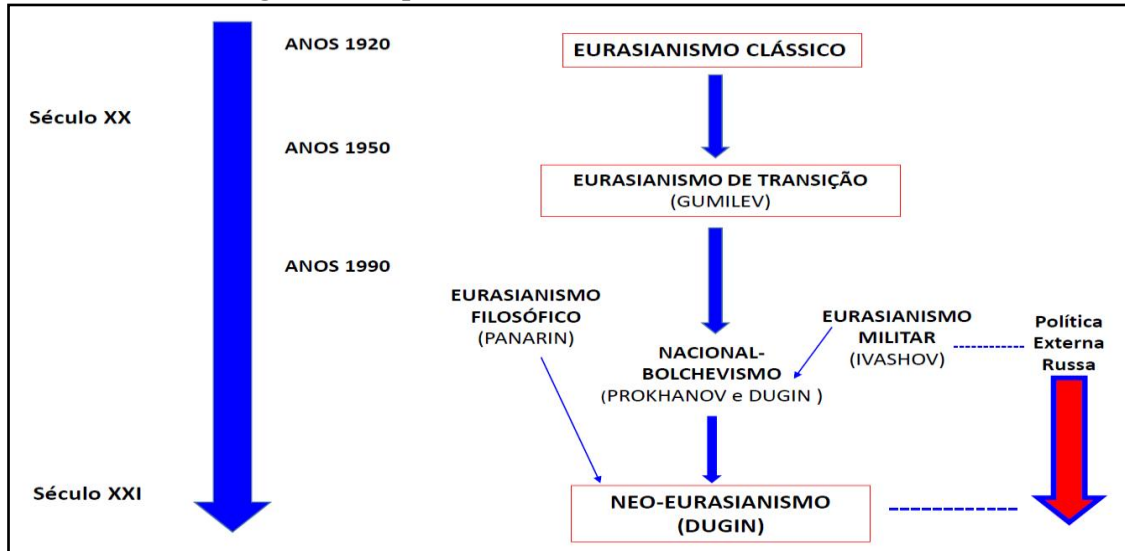 ANOS 1920
EURASIANISMO CLÁSSICO
Século XX
ANOS 1950
EURASIANISMO DE TRANSIÇÃO
(GUMILEV)
ANOS 1990
EURASIANISMO
FILOSÓFICO
(PANARIN)
EURASIANISMO
MILITAR
(IVASHOV)
Política
Externa
Russa
NACIONAL-
BOLCHEVISMO
(PROKHANOV e DUGIN )
Século XXI
NEO-EURASIANISMO
(DUGIN)